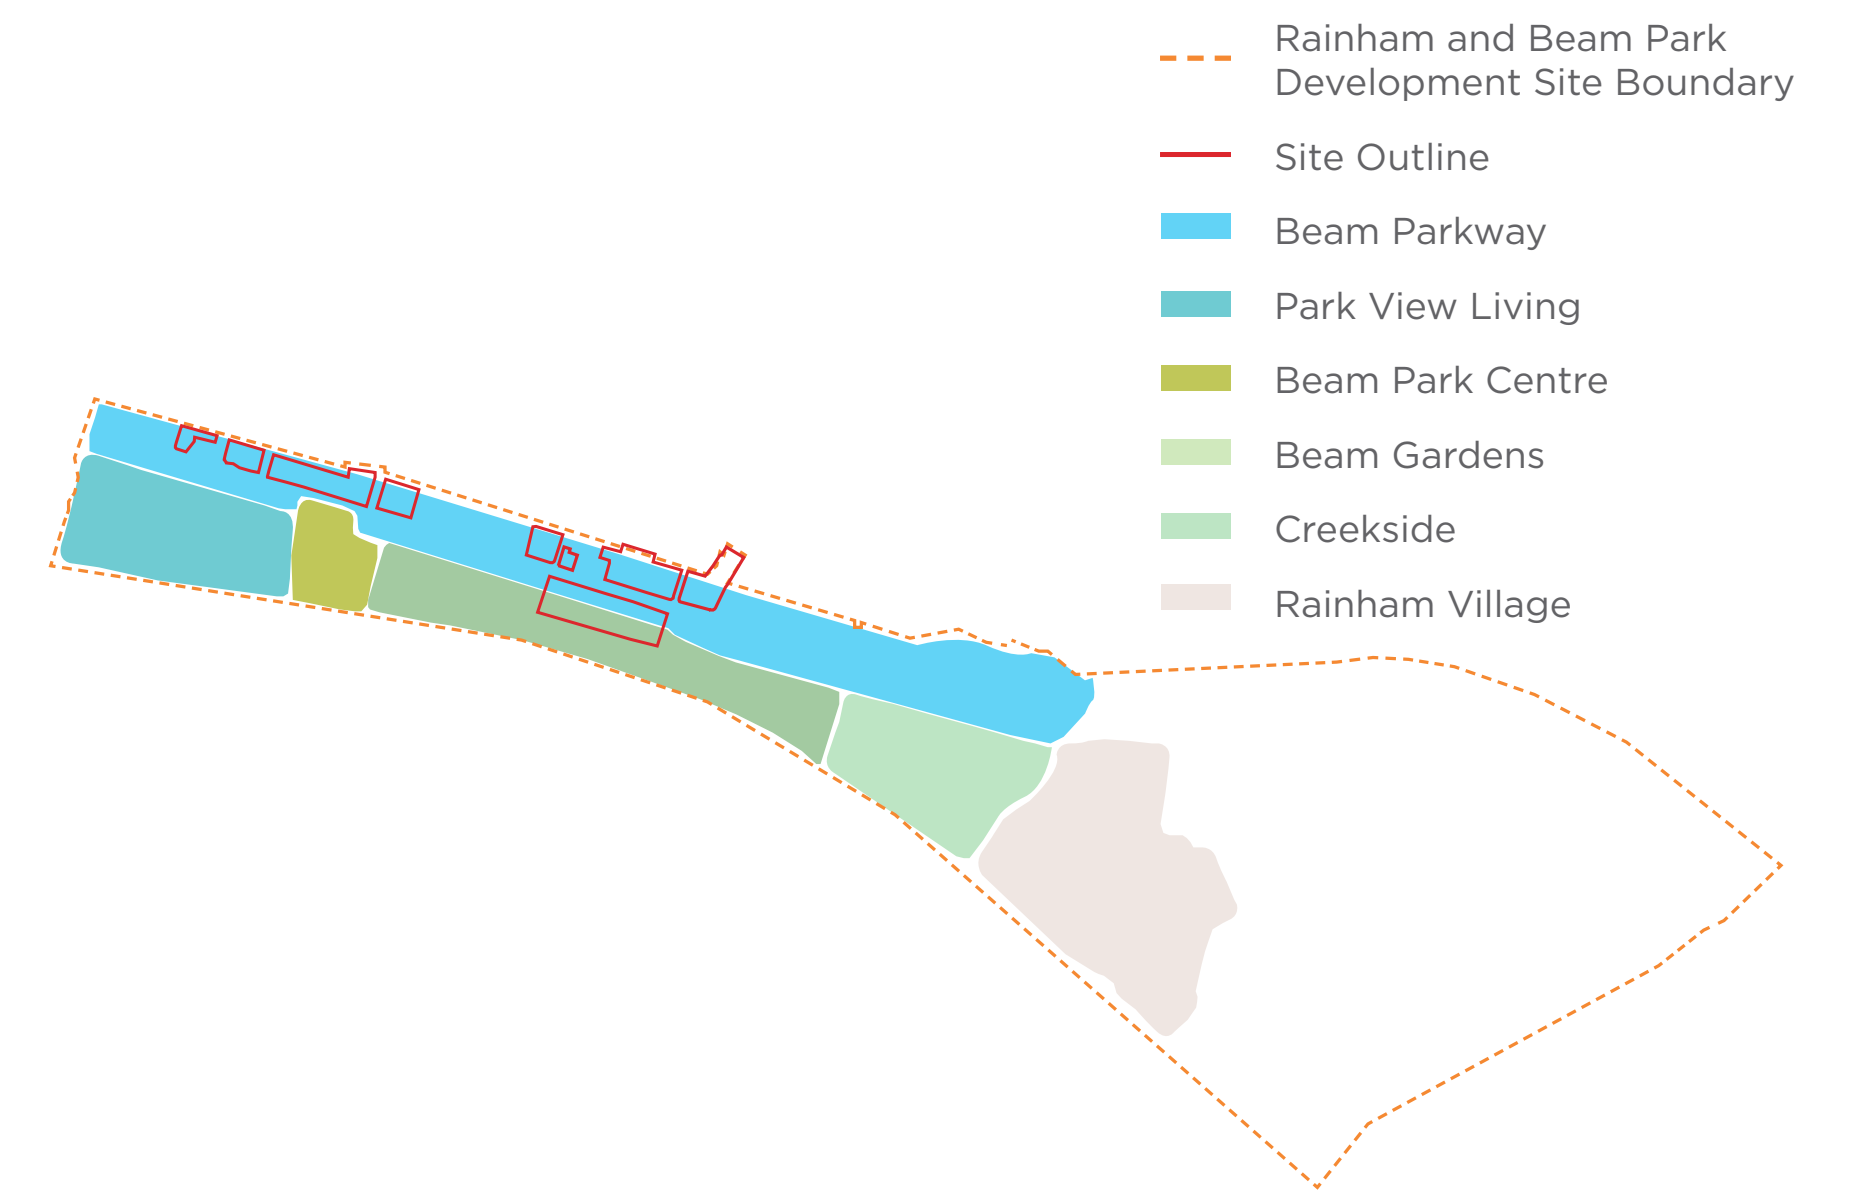 Rainham and Beam Park
Development Site Boundary
Site Outline
Beam Parkway
Park View Living
Beam Park Centre
Beam Gardens
Creekside
Rainham Village